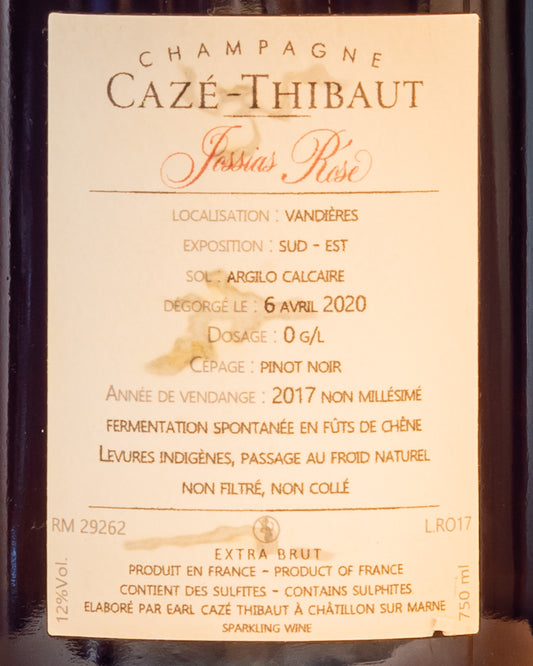 CHAMPAGNE
CAZÉ-THIBAUT
Jossias Rosé
LOCALISATION : VANDIÈRES
EXPOSITION : SUD - EST
SOL : ARGILO CALCAIRE
DÉGORGÉ LE : 6 AVRIL 2020
DOSAGE : 0 G/L
CÉPAGE : PINOT NOIR
ANNÉE DE VENDANGE : 2017 NON MILLÉSIMÉ
FERMENTATION SPONTANÉE EN FÛTS DE CHÊNE
LEVURES INDIGÈNES, PASSAGE AU FROID NATUREL
NON FILTRÉ, NON COLLÉ
RM 29262
L.RO17
EXTRA BRUT
PRODUIT EN FRANCE - PRODUCT OF FRANCE
CONTIENT DES SULFITES - CONTAINS SULPHITES
ELABORÉ PAR EARL CAZÉ THIBAUT À CHÂTILLON SUR MARNE
SPARKLING WINE
12%Vol.
750 ml